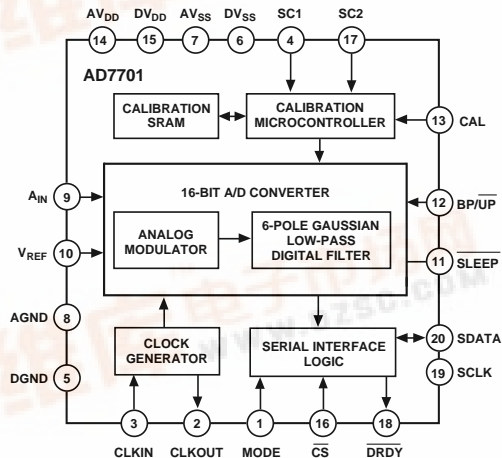 AVDD DVDD AVSS DVSS SC1 SC2
14 15 7 6 4 17
AD7701
CALIBRATION
SRAM
CALIBRATION
MICROCONTROLLER
13 CAL
AIN 9
16-BIT A/D CONVERTER
12 BP/UP
ANALOG
MODULATOR
6-POLE GAUSSIAN
LOW-PASS
DIGITAL FILTER
VREF 10
11 SLEEP
AGND
8
CLOCK
GENERATOR
SERIAL INTERFACE
LOGIC
20 SDATA
DGND
5
19 SCLK
3 2 1 16 18
CLKIN CLKOUT MODE CS DRDY